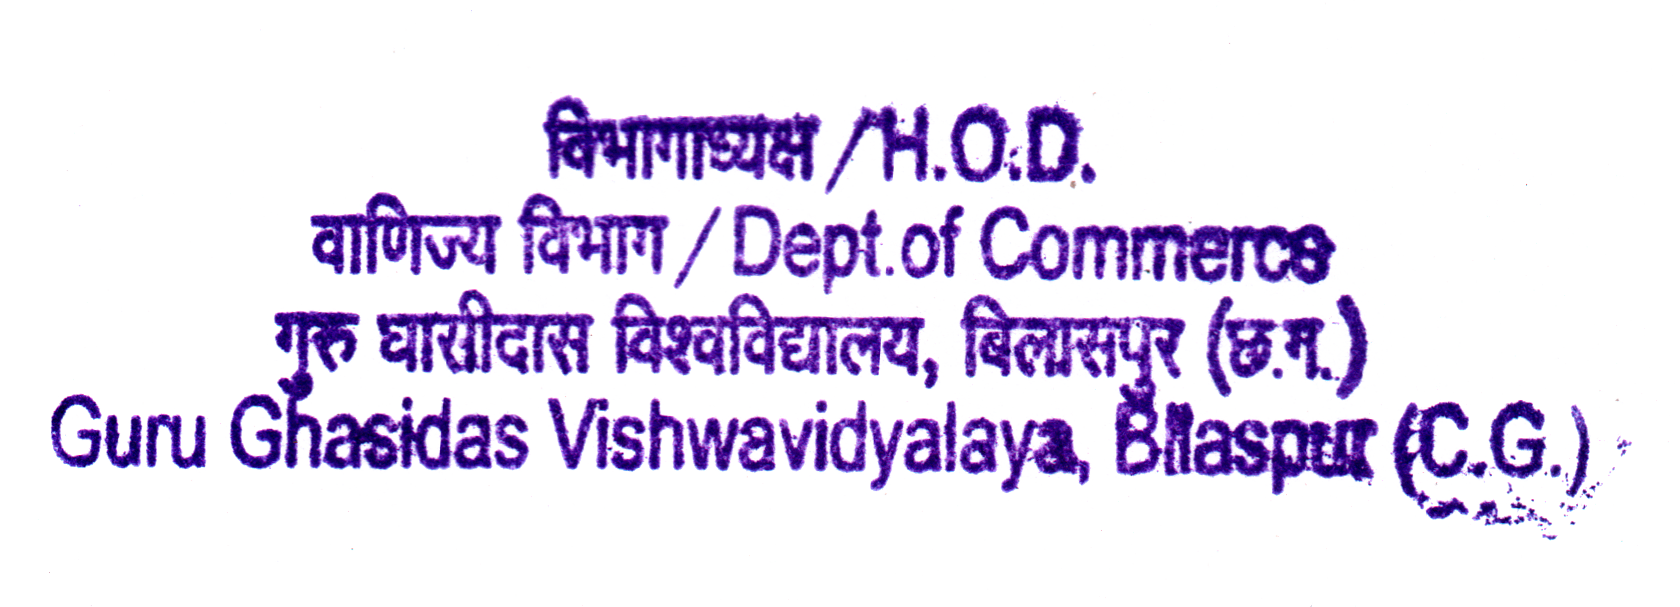 विभागाध्यक्ष / H.O.D.
वाणिज्य विभाग / Dept.of Commerce
गुरु घासीदास विश्वविद्यालय, बिलासपुर (छ.ग.)
Guru Ghasidas Vishwavidyalaya, Bilaspur (C.G.)